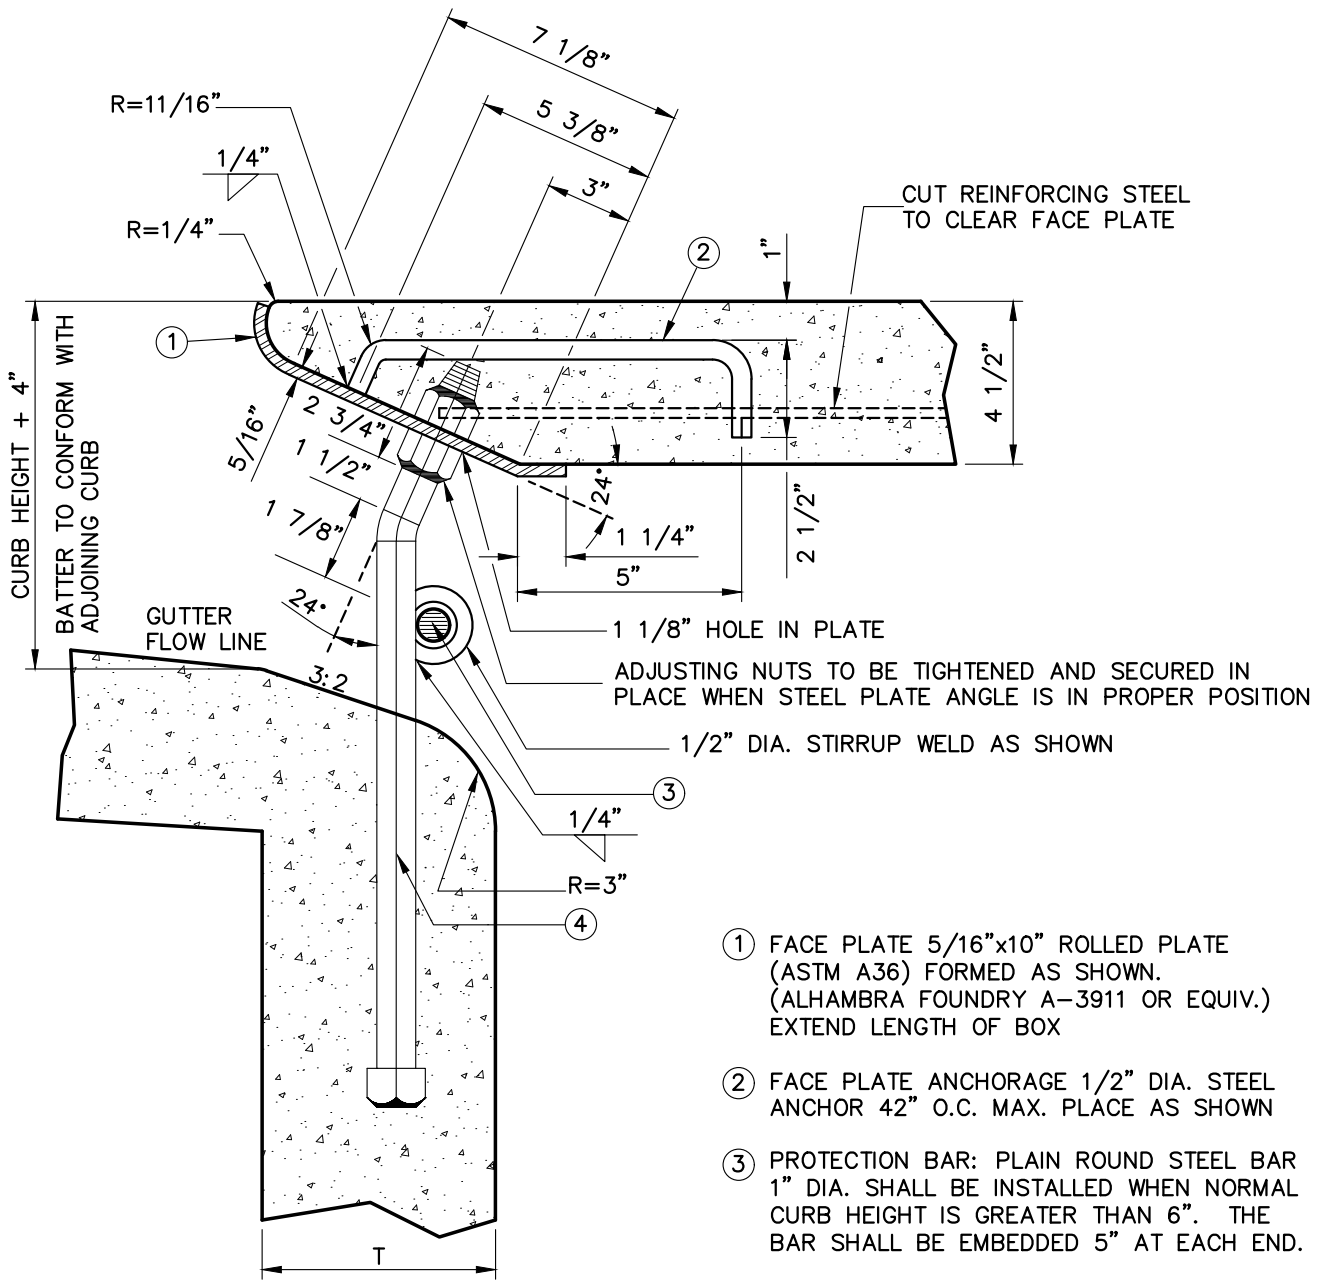 7 1/8"
5 3/8"
3"
R=11/16"
1/4"
R=1/4"
CUT REINFORCING STEEL
TO CLEAR FACE PLATE
1"
2
1
CURB HEIGHT + 4"
BATTER TO CONFORM WITH
ADJOINING CURB
4 1/2"
5/16"
2 3/4"
1 1/2"
1 7/8"
24°
24°
1 1/4"
5"
2 1/2"
GUTTER
FLOW LINE
3:2
1 1/8" HOLE IN PLATE
ADJUSTING NUTS TO BE TIGHTENED AND SECURED IN
PLACE WHEN STEEL PLATE ANGLE IS IN PROPER POSITION
1/2" DIA. STIRRUP WELD AS SHOWN
3
1/4"
R=3"
4
T
1 FACE PLATE 5/16"x10" ROLLED PLATE
(ASTM A36) FORMED AS SHOWN.
(ALHAMBRA FOUNDRY A-3911 OR EQUIV.)
EXTEND LENGTH OF BOX
2 FACE PLATE ANCHORAGE 1/2" DIA. STEEL
ANCHOR 42" O.C. MAX. PLACE AS SHOWN
3 PROTECTION BAR: PLAIN ROUND STEEL BAR
1" DIA. SHALL BE INSTALLED WHEN NORMAL
CURB HEIGHT IS GREATER THAN 6". THE
BAR SHALL BE EMBEDDED 5" AT EACH END.